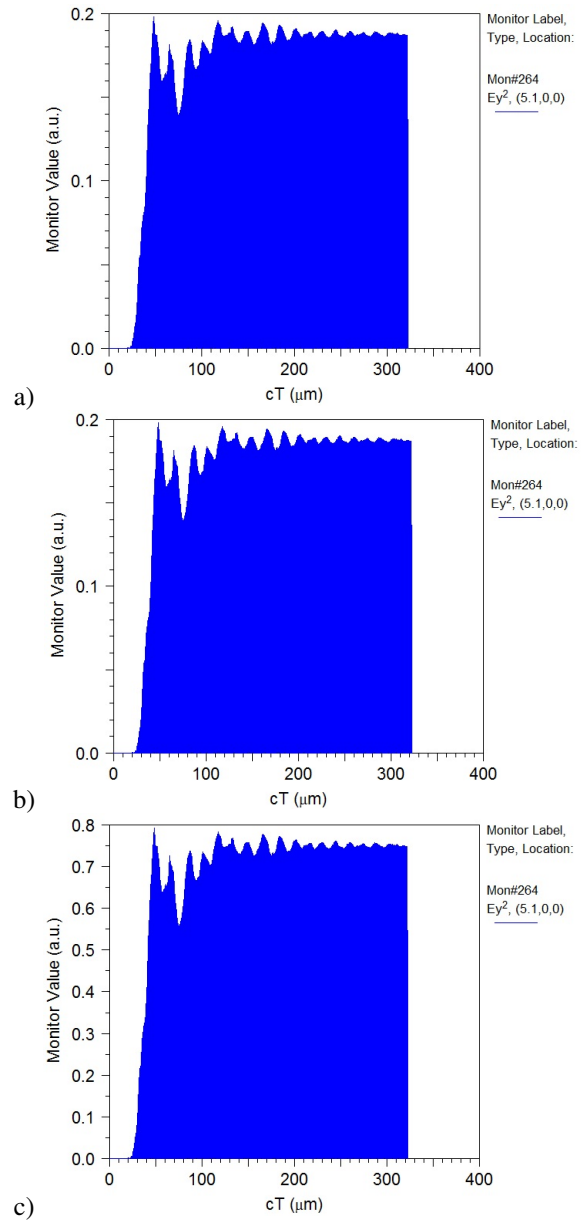 0.2
Monitor Label,
Type, Location:
Mon#264
Ey², (5.1,0,0)
Monitor Value (a.u.)
0.1
0.0
0 100 200 300 400
cT (μm)
a)
0.2
Monitor Label,
Type, Location:
Mon#264
Ey², (5.1,0,0)
Monitor Value (a.u.)
0.1
0.0
0 100 200 300 400
cT (μm)
b)
0.8
Monitor Label,
Type, Location:
0.7
Mon#264
Ey², (5.1,0,0)
0.6
0.5
Monitor Value (a.u.)
0.4
0.3
0.2
0.1
0.0
0 100 200 300 400
cT (μm)
c)